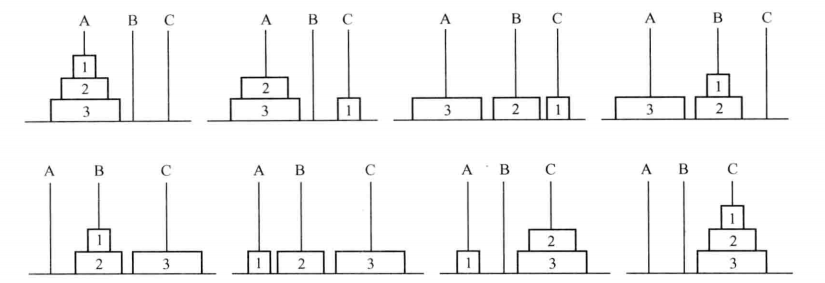 A B C A B C A B C A B C
1 1
2 2 2
3 3 1 3 2 1 3 2
A B C A B C A B C A B C
1 1
2 2
2 3 1 2 3 1 3 3